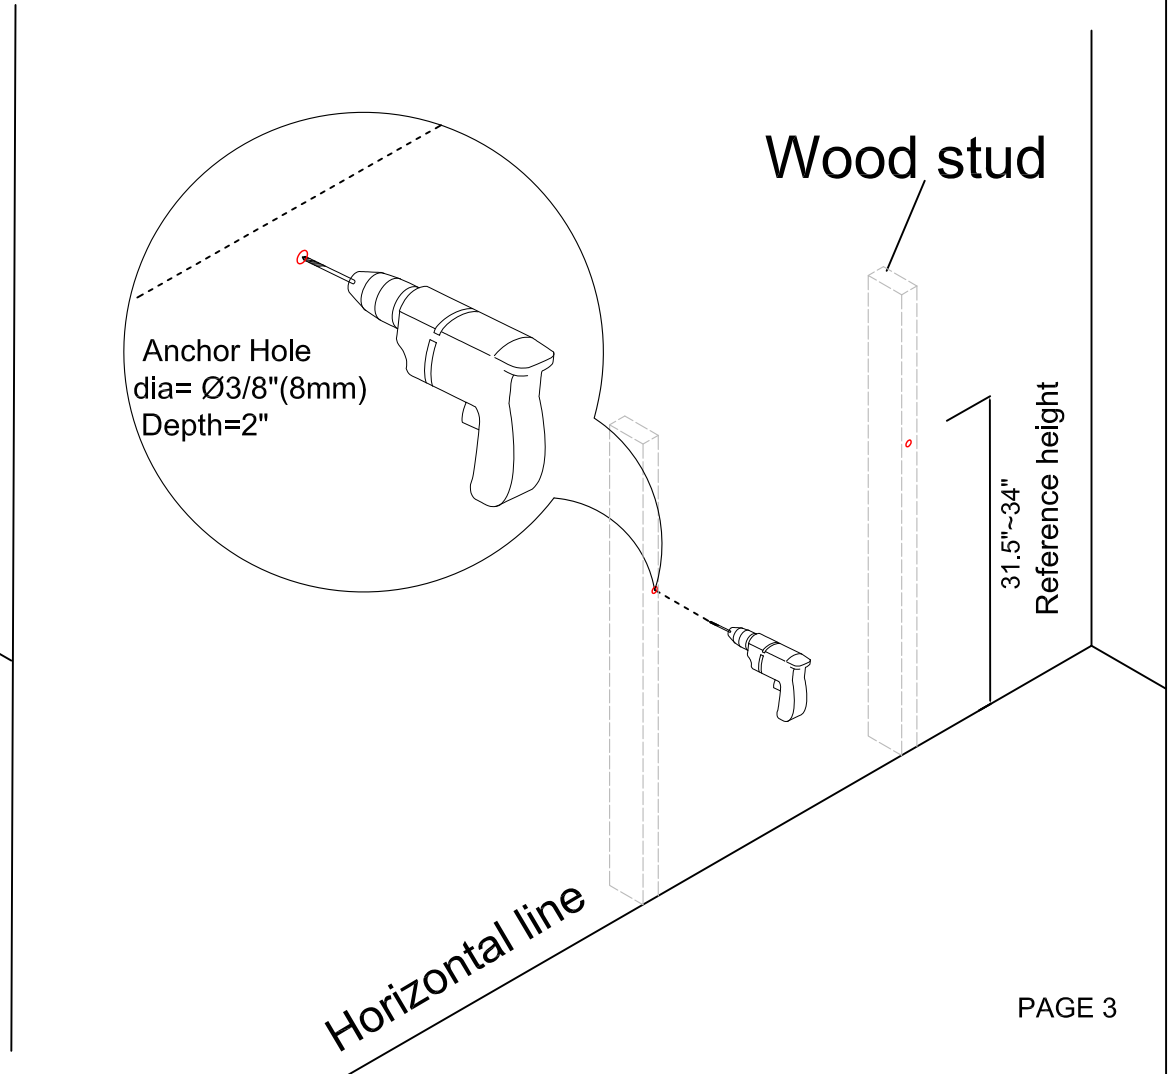 Wood stud
Anchor Hole
dia= Ø3/8"(8mm)
Depth=2"
31.5"~34"
Reference height
Horizontal line
PAGE 3